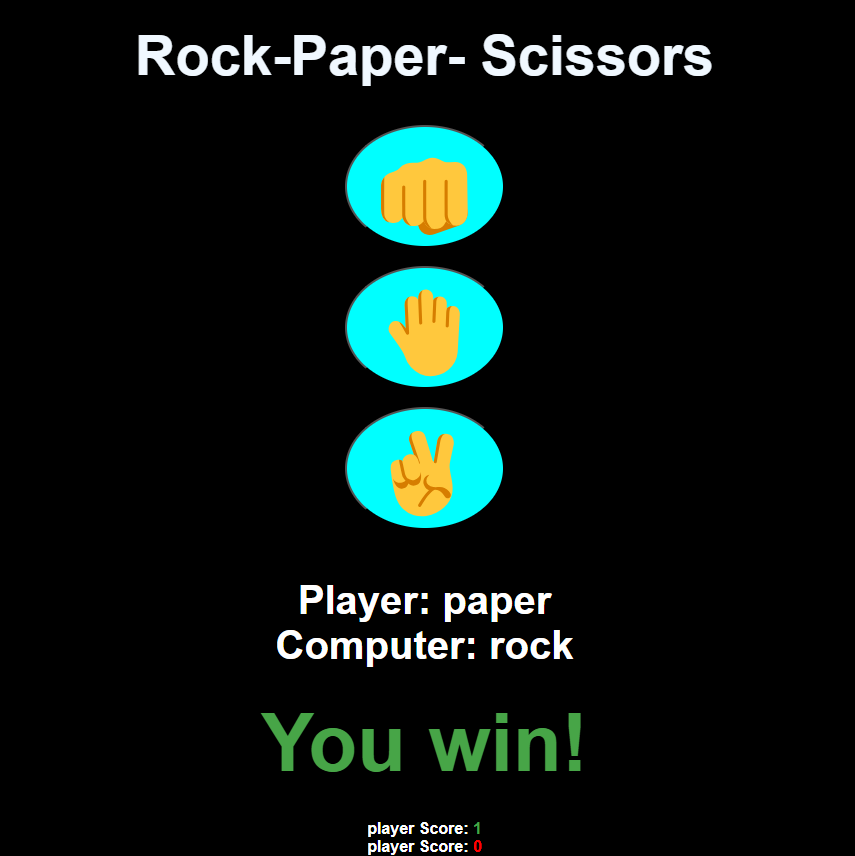 Rock-Paper- Scissors
Player: paper
Computer: rock
You win!
player Score: 1
player Score: 0